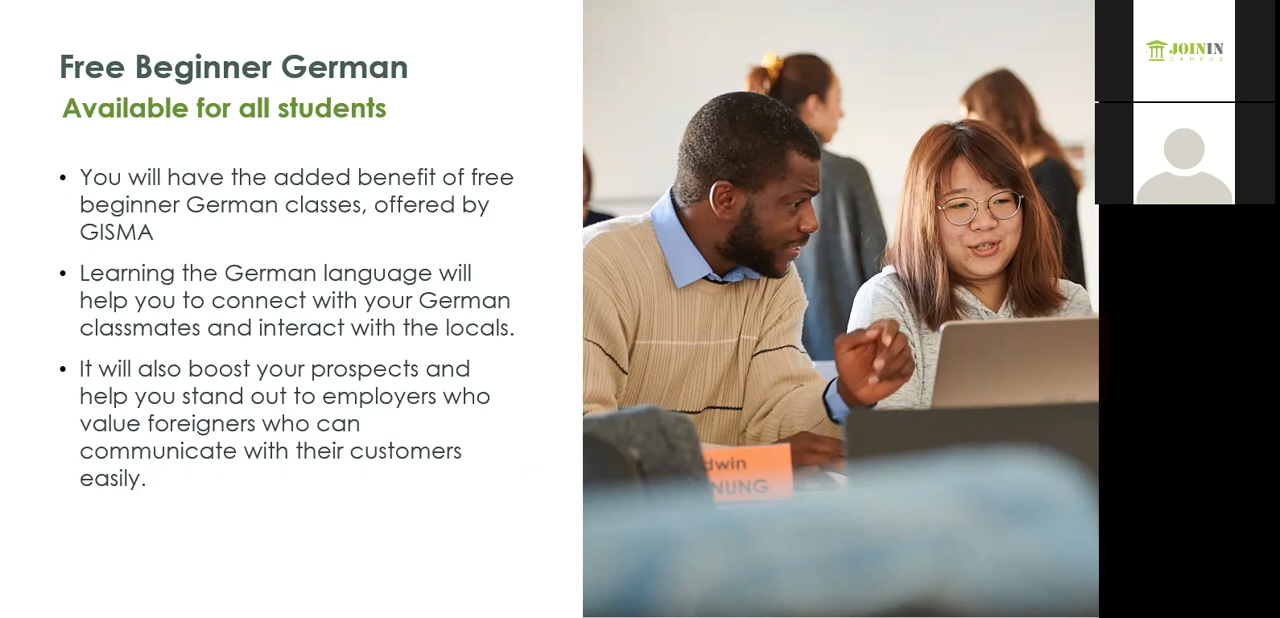 Free Beginner German
Available for all students
• You will have the added benefit of free
beginner German classes, offered by
GISMA
• Learning the German language will
help you to connect with your German
classmates and interact with the locals.
• It will also boost your prospects and
help you stand out to employers who
value foreigners who can
communicate with their customers
easily.
dwin
NUNG
JOININ
CAMPUS